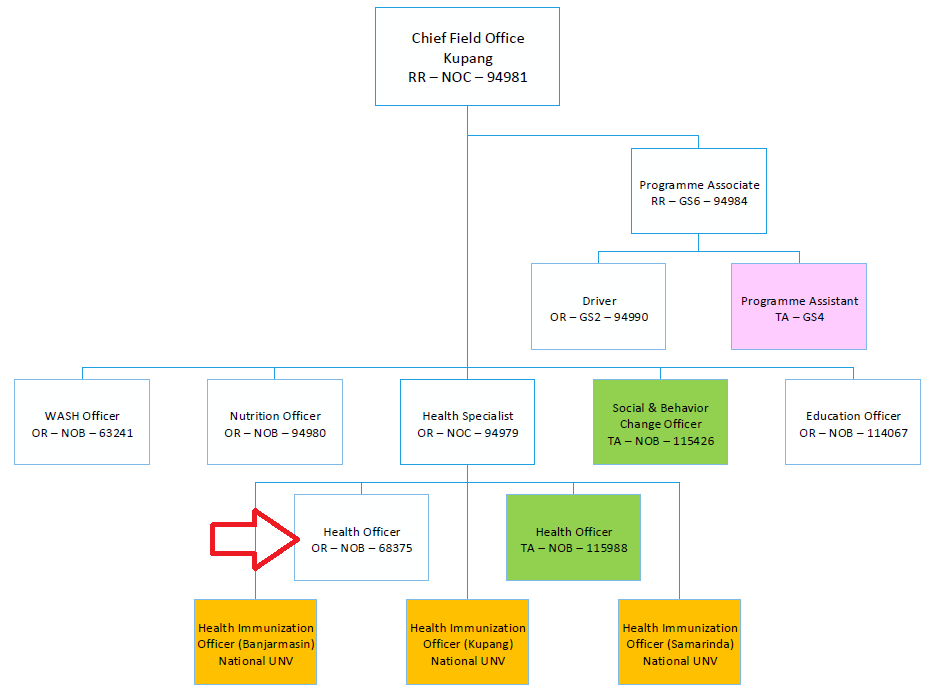 Chief Field Office
Kupang
RR – NOC – 94981
Programme Associate
RR – GS6 – 94984
Driver
OR – GS2 – 94990
Programme Assistant
TA – GS4
WASH Officer
OR – NOB – 63241
Nutrition Officer
OR – NOB – 94980
Health Specialist
OR – NOC – 94979
Social & Behavior
Change Officer
TA – NOB – 115426
Education Officer
OR – NOB – 114067
Health Officer
OR – NOB – 68375
Health Officer
TA – NOB – 115988
Health Immunization
Officer (Banjarmasin)
National UNV
Health Immunization
Officer (Kupang)
National UNV
Health Immunization
Officer (Samarinda)
National UNV